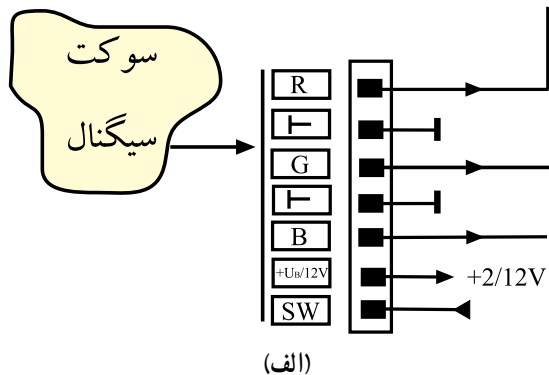 سوکت
سیگنال
R
G
B
+UB/12V
+2/12V
SW
(الف)